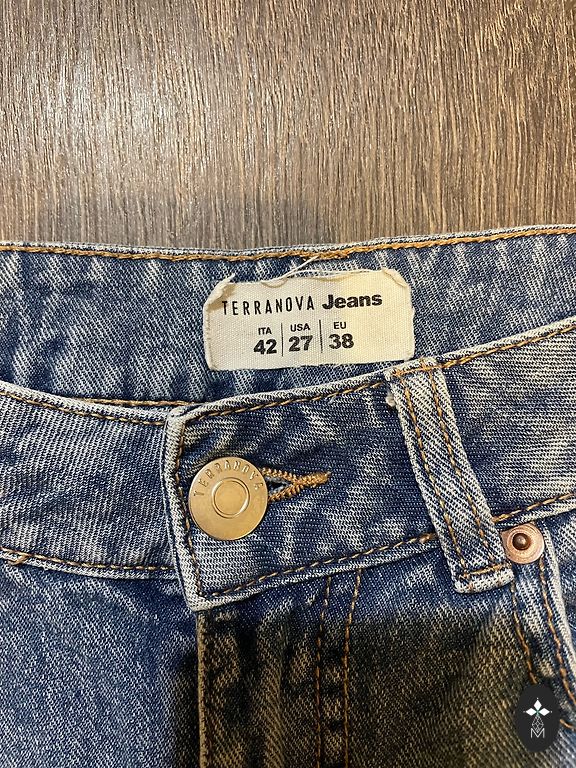 TERRANOVA Jeans
ITA USA EU
42 27 38
TERRANOVA
M